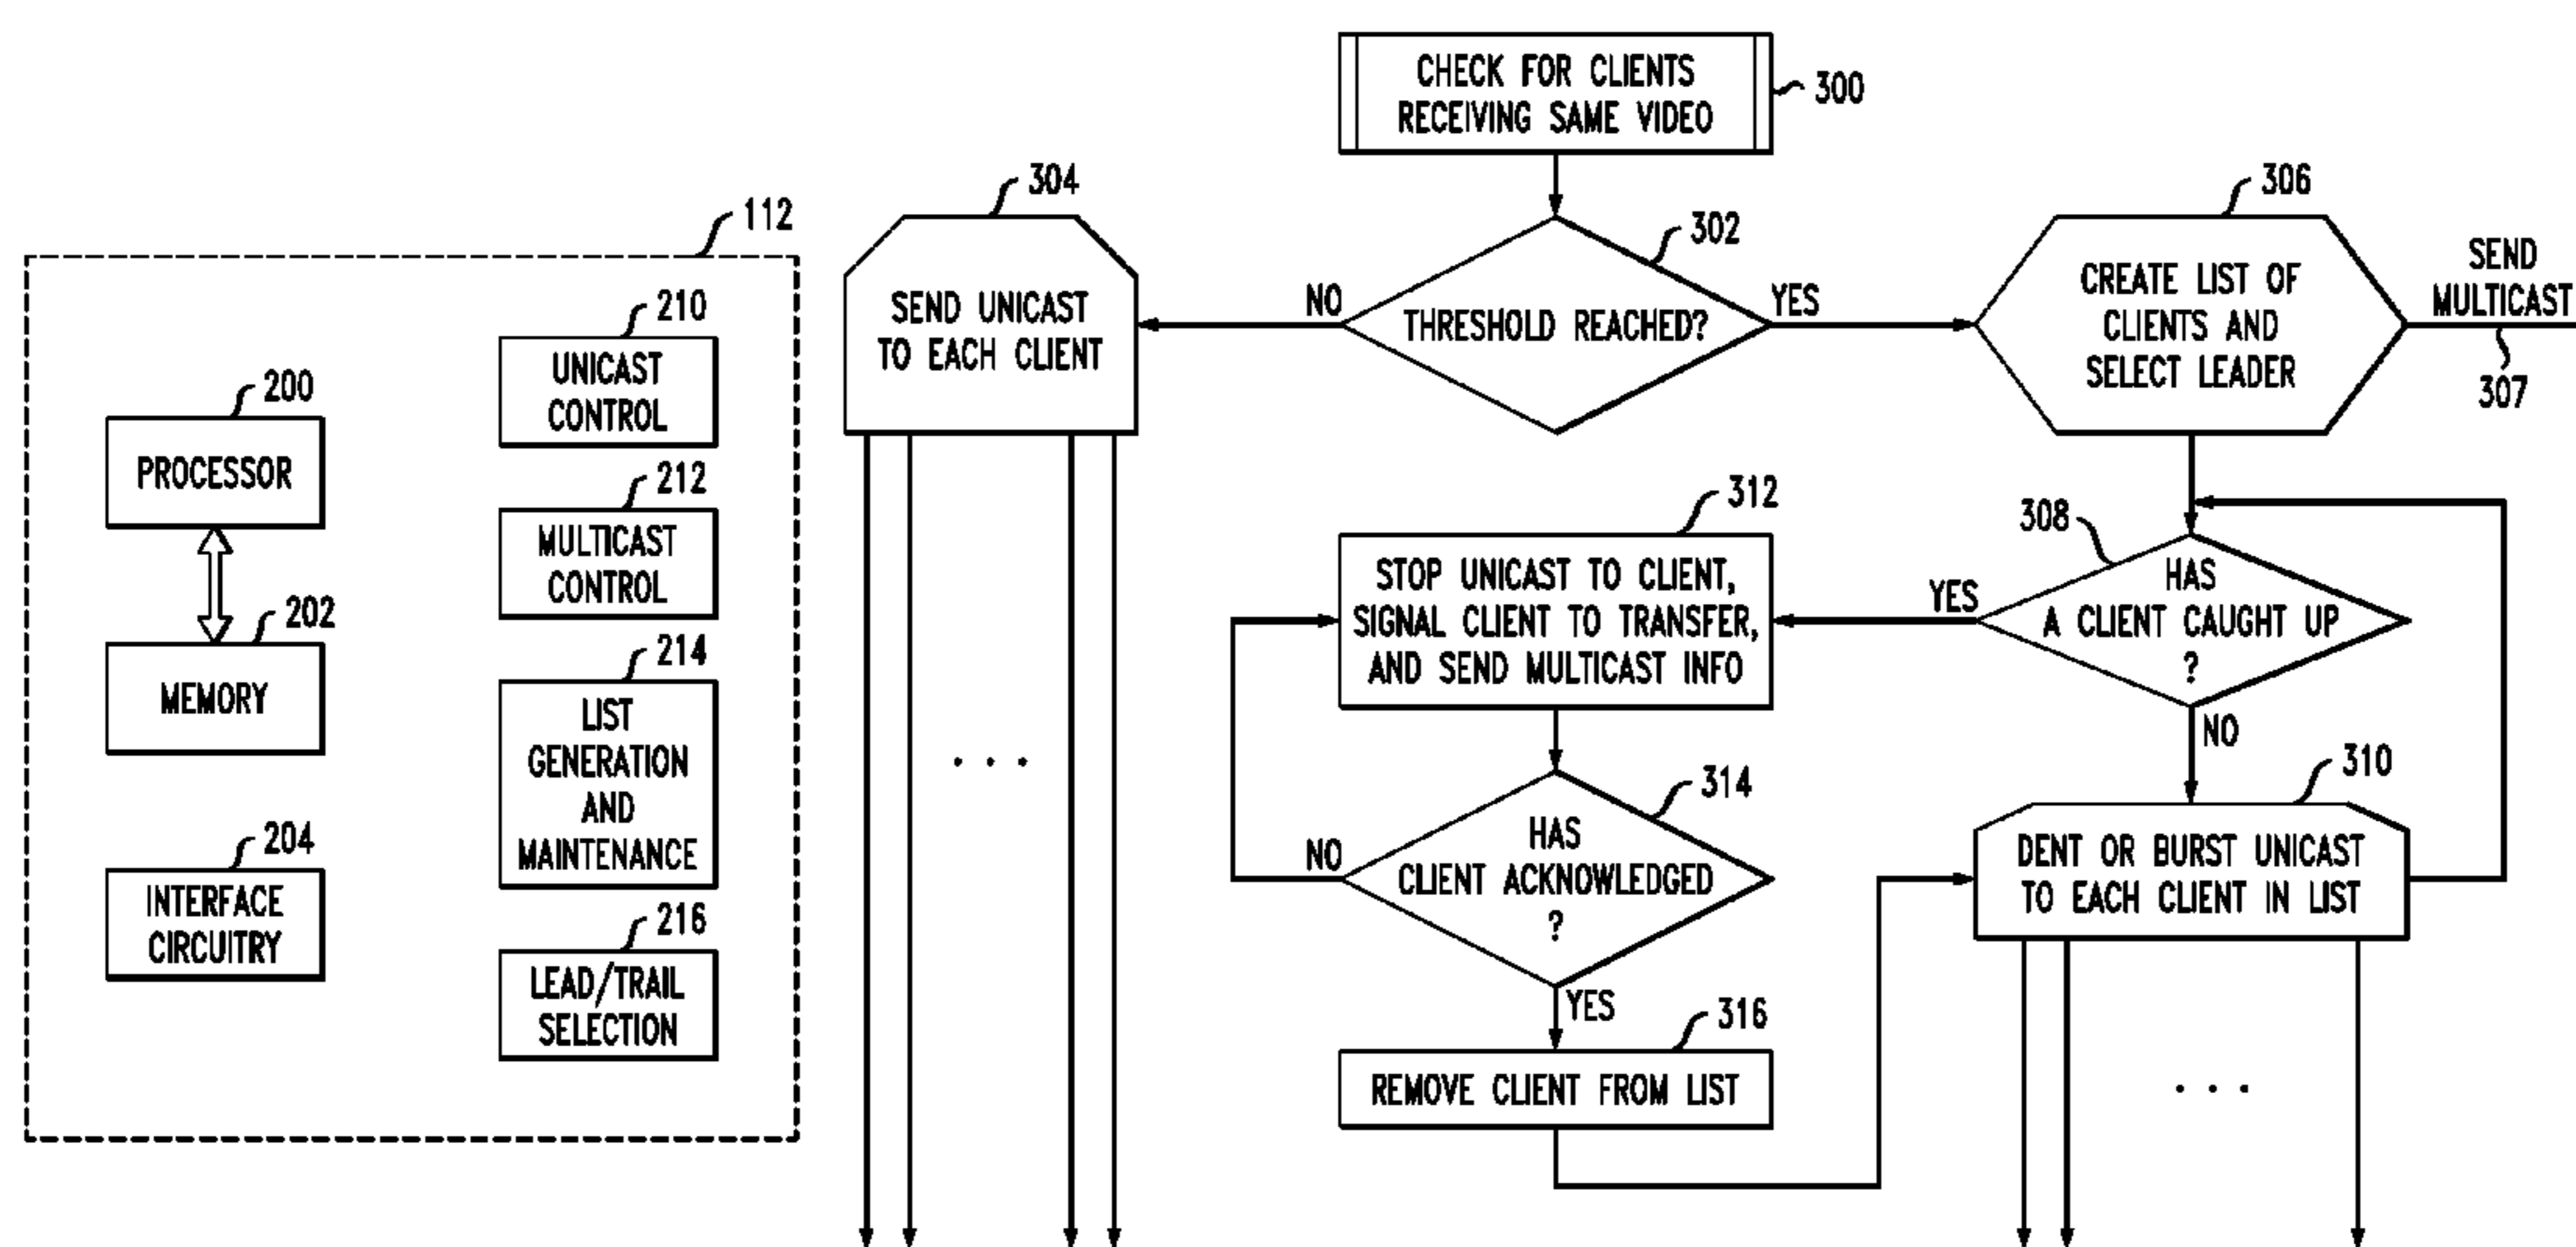 112
200
PROCESSOR
202
MEMORY
204
INTERFACE
CIRCUITRY
210
UNICAST
CONTROL
212
MULTICAST
CONTROL
214
LIST
GENERATION
AND
MAINTENANCE
216
LEAD/TRAIL
SELECTION
CHECK FOR CLIENTS
RECEIVING SAME VIDEO
300
302
THRESHOLD REACHED?
NO
YES
304
SEND UNICAST
TO EACH CLIENT
. . .
306
CREATE LIST OF
CLIENTS AND
SELECT LEADER
SEND
MULTICAST
307
308
HAS
A CLIENT CAUGHT UP
?
YES
NO
312
STOP UNICAST TO CLIENT,
SIGNAL CLIENT TO TRANSFER,
AND SEND MULTICAST INFO
314
HAS
CLIENT ACKNOWLEDGED
?
NO
YES
316
REMOVE CLIENT FROM LIST
310
DENT OR BURST UNICAST
TO EACH CLIENT IN LIST
. . .